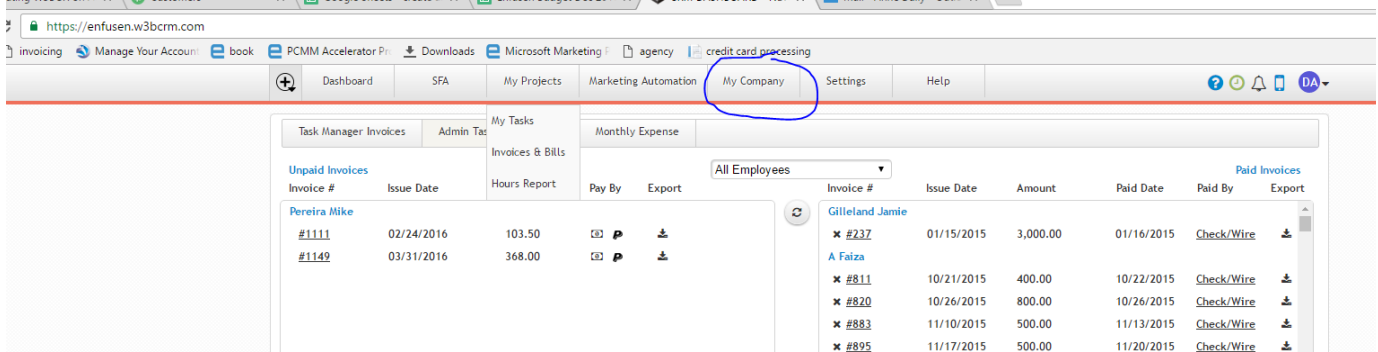 Customers
https://enfusen.w3bcrm.com
invoicing Manage Your Account book PCMM Accelerator Downloads Microsoft Marketing agency credit card processing
Dashboard SFA My Projects Marketing Automation My Company Settings Help DA
My Tasks
Invoices & Bills
Hours Report
Task Manager Invoices Admin Tas Monthly Expense
All Employees
Unpaid Invoices Paid Invoices
Invoice # Issue Date Pay By Export Invoice # Issue Date Amount Paid Date Paid By Export
Pereira Mike Gilleland Jamie
#1111 02/24/2016 103.50 #237 01/15/2015 3,000.00 01/16/2015 Check/Wire
A Faiza
#1149 03/31/2016 368.00 #811 10/21/2015 400.00 10/22/2015 Check/Wire
#820 10/26/2015 800.00 10/26/2015 Check/Wire
#883 11/10/2015 500.00 11/13/2015 Check/Wire
#895 11/17/2015 500.00 11/20/2015 Check/Wire